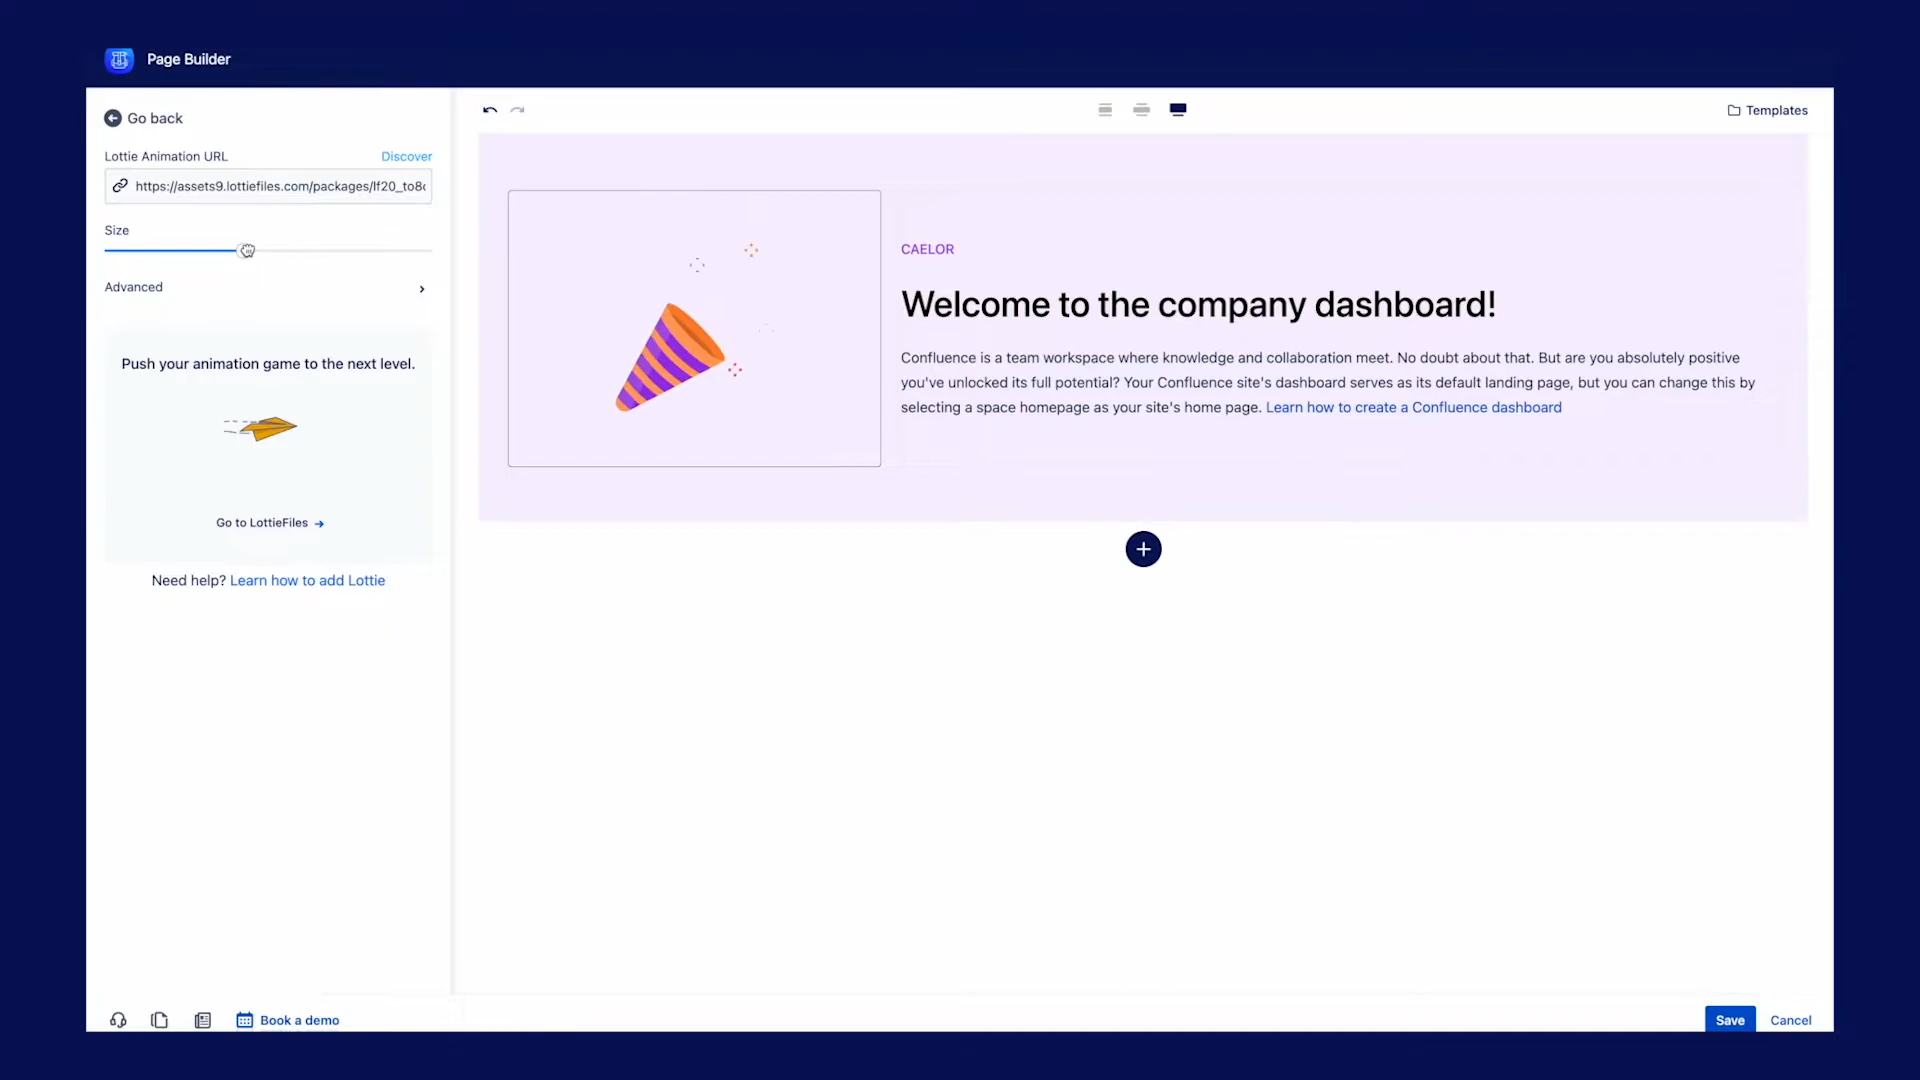 Page Builder
Go back
Templates
Lottie Animation URL
Discover
https://assets9.lottiefiles.com/packages/lf20_to8
Size
Advanced
Push your animation game to the next level.
Go to LottieFiles
Need help? Learn how to add Lottie
CAELOR
Welcome to the company dashboard!
Confluence is a team workspace where knowledge and collaboration meet. No doubt about that. But are you absolutely positive
you've unlocked its full potential? Your Confluence site's dashboard serves as its default landing page, but you can change this by
selecting a space homepage as your site's home page. Learn how to create a Confluence dashboard
Book a demo
Save
Cancel